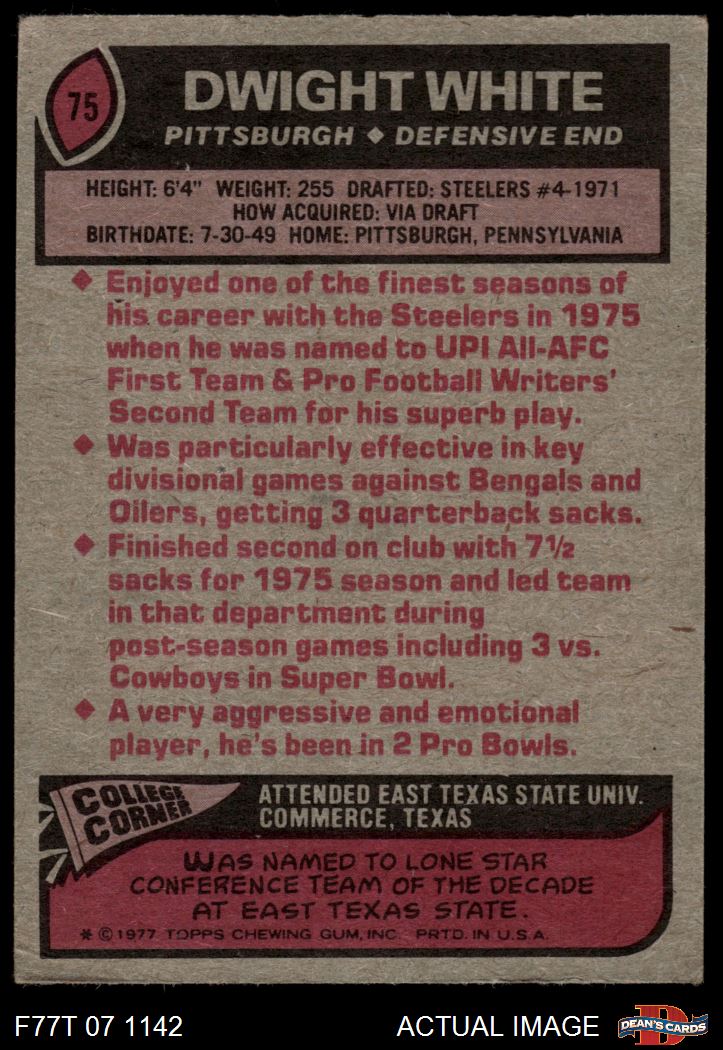 75
DWIGHT WHITE
PITTSBURGH ◆ DEFENSIVE END
HEIGHT: 6'4" WEIGHT: 255 DRAFTED: STEELERS #4-1971
HOW ACQUIRED: VIA DRAFT
BIRTHDATE: 7-30-49 HOME: PITTSBURGH, PENNSYLVANIA
◆ Enjoyed one of the finest seasons of
his career with the Steelers in 1975
when he was named to UPI All-AFC
First Team & Pro Football Writers'
Second Team for his superb play.
◆ Was particularly effective in key
divisional games against Bengals and
Oilers, getting 3 quarterback sacks.
◆ Finished second on club with 7½
sacks for 1975 season and led team
in that department during
post-season games including 3 vs.
Cowboys in Super Bowl.
◆ A very aggressive and emotional
player, he's been in 2 Pro Bowls.
COLLEGE
CORNER
ATTENDED EAST TEXAS STATE UNIV.
COMMERCE, TEXAS
WAS NAMED TO LONE STAR
CONFERENCE TEAM OF THE DECADE
AT EAST TEXAS STATE.
* © 1977 TOPPS CHEWING GUM, INC. PRTD. IN U.S.A.
F77T 07 1142
ACTUAL IMAGE
D
DEAN'S CARDS